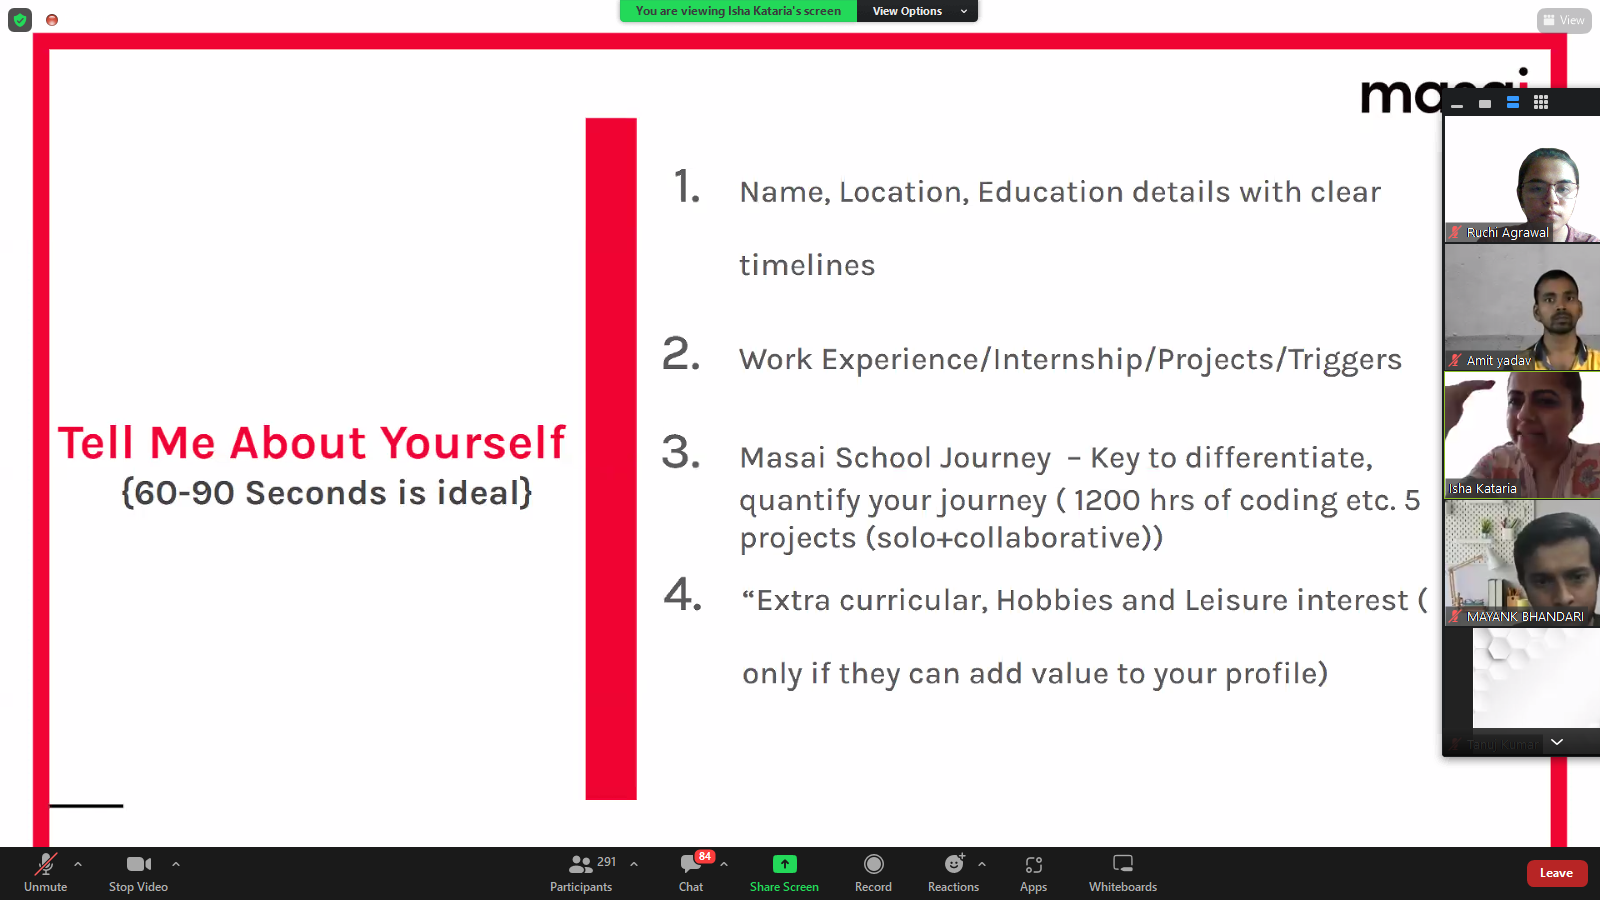 You are viewing Isha Kataria's screen
View Options
View
1. Name, Location, Education details with clear
timelines
2. Work Experience/Internship/Projects/Triggers
3. Masai School Journey – Key to differentiate,
quantify your journey ( 1200 hrs of coding etc. 5
projects (solo+collaborative))
4. “Extra curricular, Hobbies and Leisure interest (
only if they can add value to your profile)
Tell Me About Yourself
{60-90 Seconds is ideal}
Ruchi Agrawal
Amit yadav
Isha Kataria
MAYANK BHANDARI
Unmute
Stop Video
291
Participants
84
Chat
Share Screen
Record
Reactions
Apps
Whiteboards
Leave